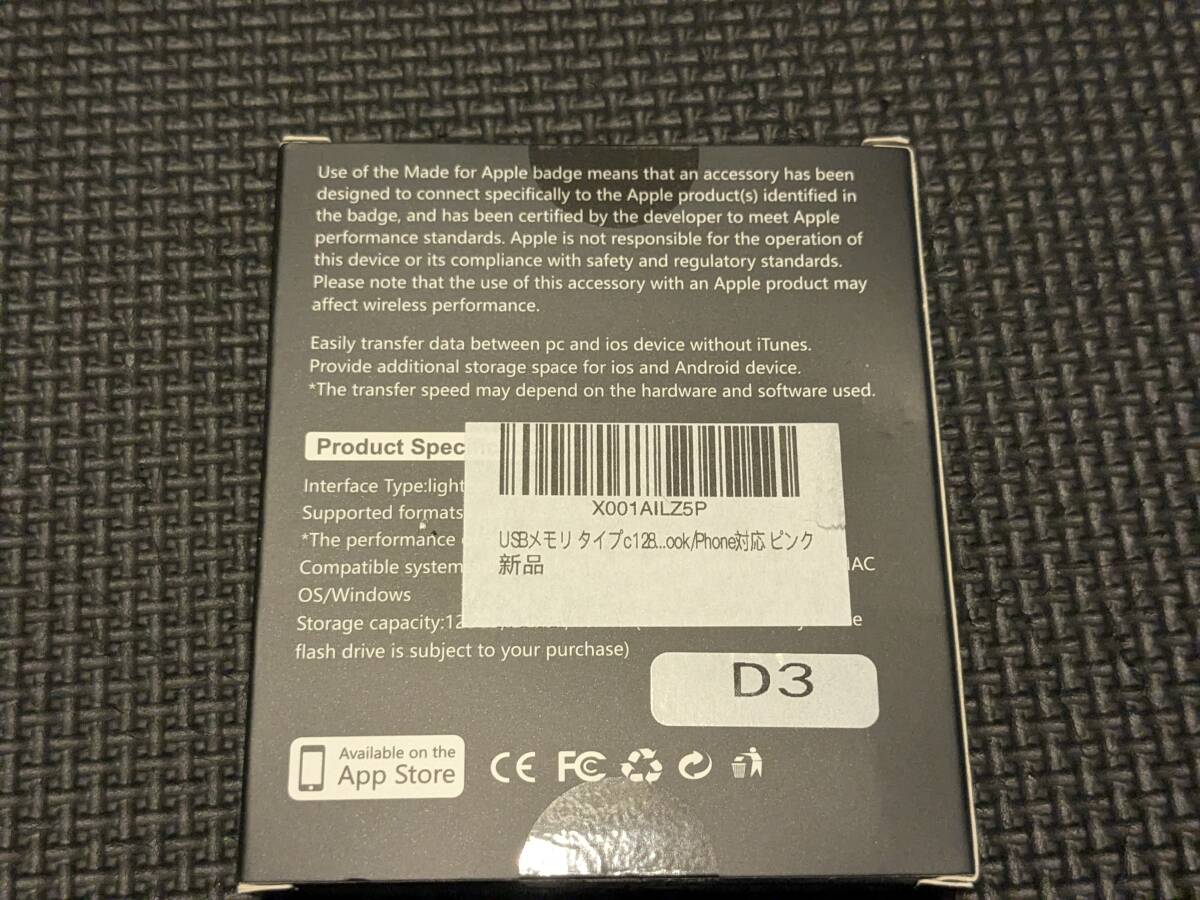 Use of the Made for Apple badge means that an accessory has been
designed to connect specifically to the Apple product(s) identified in
the badge, and has been certified by the developer to meet Apple
performance standards. Apple is not responsible for the operation of
this device or its compliance with safety and regulatory standards.
Please note that the use of this accessory with an Apple product may
affect wireless performance.
Easily transfer data between pc and ios device without iTunes.
Provide additional storage space for ios and Android device.
*The transfer speed may depend on the hardware and software used.
Product Spec
Interface Type:light
Supported formats
*The performance
Compatible system
OS/Windows
Storage capacity:12
flash drive is subject to your purchase)
X001AILZ5P
USBメモリ タイプc128...ook/Phone対応 ピンク
新品
D3
Available on the
App Store
CE FC